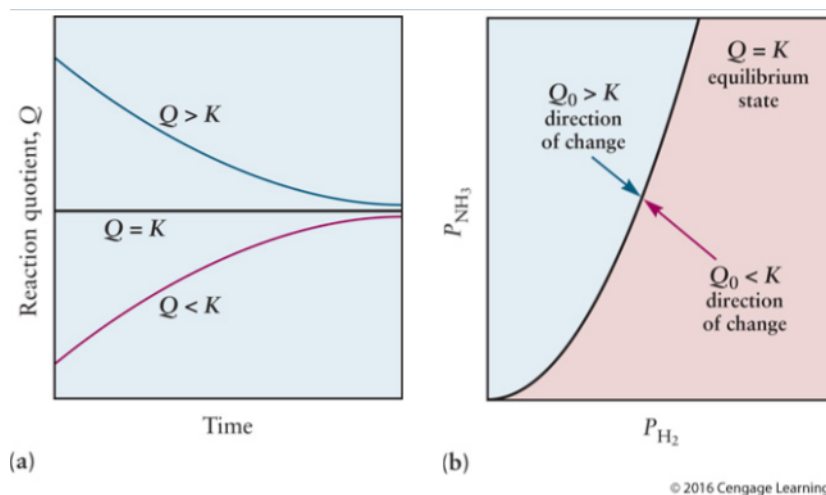 Reaction quotient, Q
Q > K
Q = K
Q < K
Time
(a)
P_NH₃
Q₀ > K
direction
of change
Q = K
equilibrium
state
Q₀ < K
direction
of change
P_H₂
(b)
© 2016 Cengage Learning